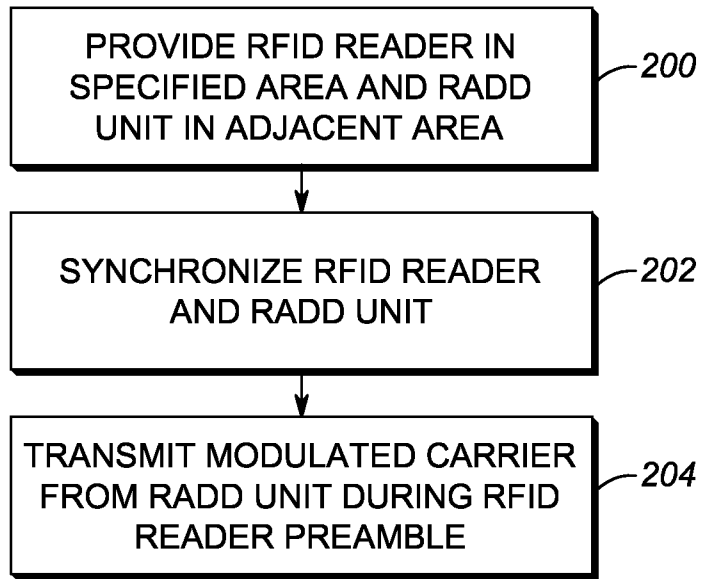 PROVIDE RFID READER IN
SPECIFIED AREA AND RADD
UNIT IN ADJACENT AREA
200
SYNCHRONIZE RFID READER
AND RADD UNIT
202
TRANSMIT MODULATED CARRIER
FROM RADD UNIT DURING RFID
READER PREAMBLE
204